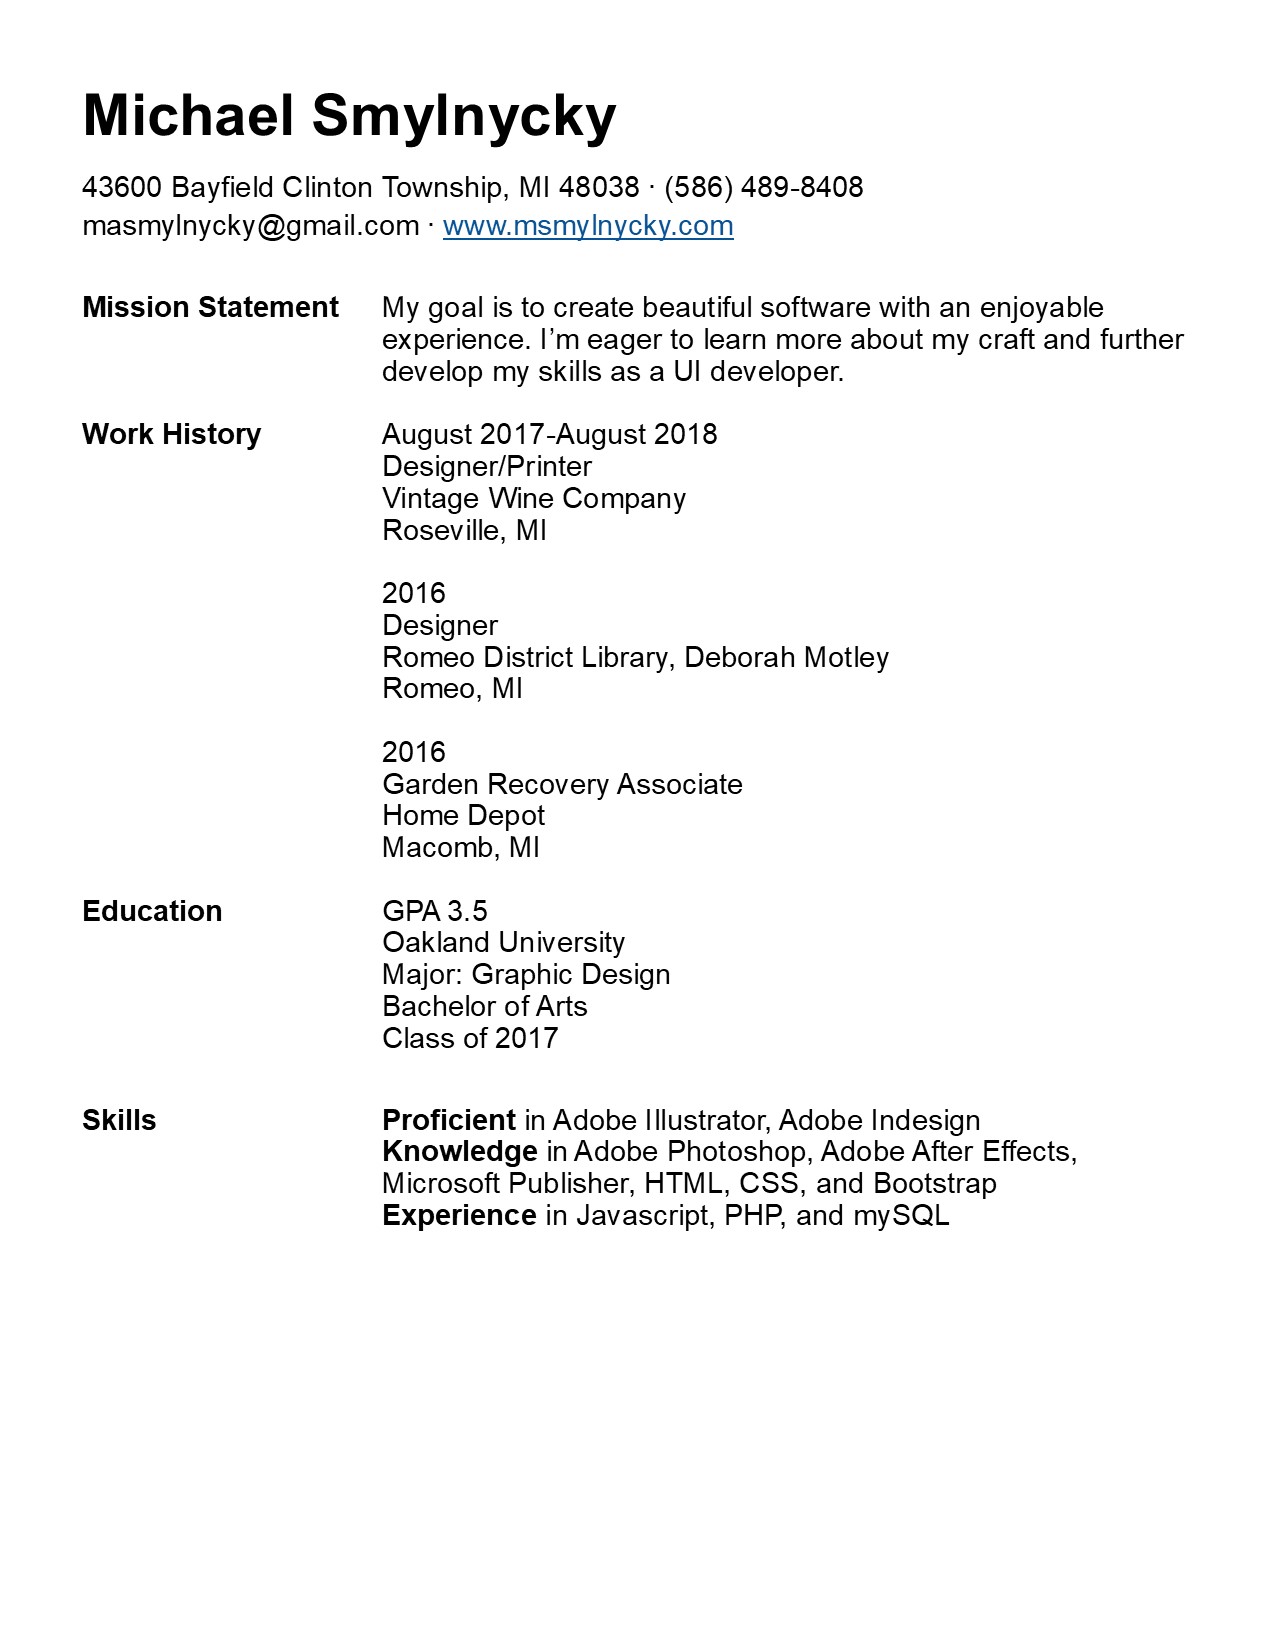 Michael Smylnycky
43600 Bayfield Clinton Township, MI 48038 · (586) 489-8408
masmylnycky@gmail.com · www.msmylnycky.com
Mission Statement My goal is to create beautiful software with an enjoyable
experience. I’m eager to learn more about my craft and further
develop my skills as a UI developer.
Work History August 2017-August 2018
Designer/Printer
Vintage Wine Company
Roseville, MI
2016
Designer
Romeo District Library, Deborah Motley
Romeo, MI
2016
Garden Recovery Associate
Home Depot
Macomb, MI
Education GPA 3.5
Oakland University
Major: Graphic Design
Bachelor of Arts
Class of 2017
Skills Proficient in Adobe Illustrator, Adobe Indesign
Knowledge in Adobe Photoshop, Adobe After Effects,
Microsoft Publisher, HTML, CSS, and Bootstrap
Experience in Javascript, PHP, and mySQL